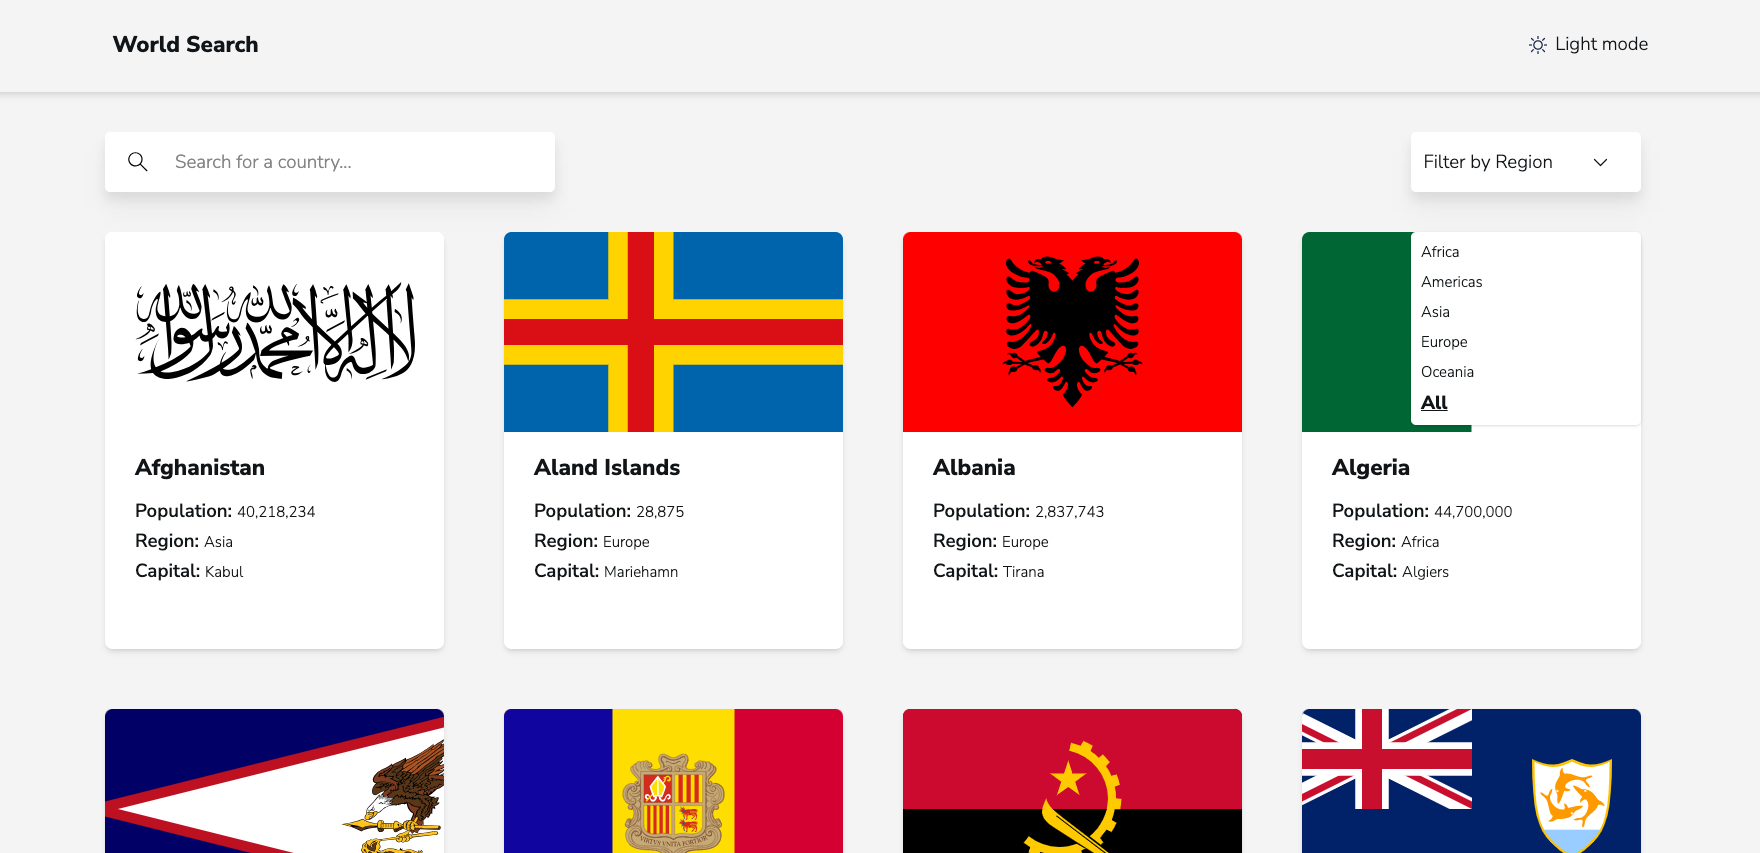 World Search
Light mode
Search for a country...
Filter by Region
Africa
Americas
Asia
Europe
Oceania
All
لا إله إلا الله محمد رسول الله
Afghanistan
Population: 40,218,234
Region: Asia
Capital: Kabul
Aland Islands
Population: 28,875
Region: Europe
Capital: Mariehamn
Albania
Population: 2,837,743
Region: Europe
Capital: Tirana
Algeria
Population: 44,700,000
Region: Africa
Capital: Algiers
VIRTUS UNITA FORTIOR